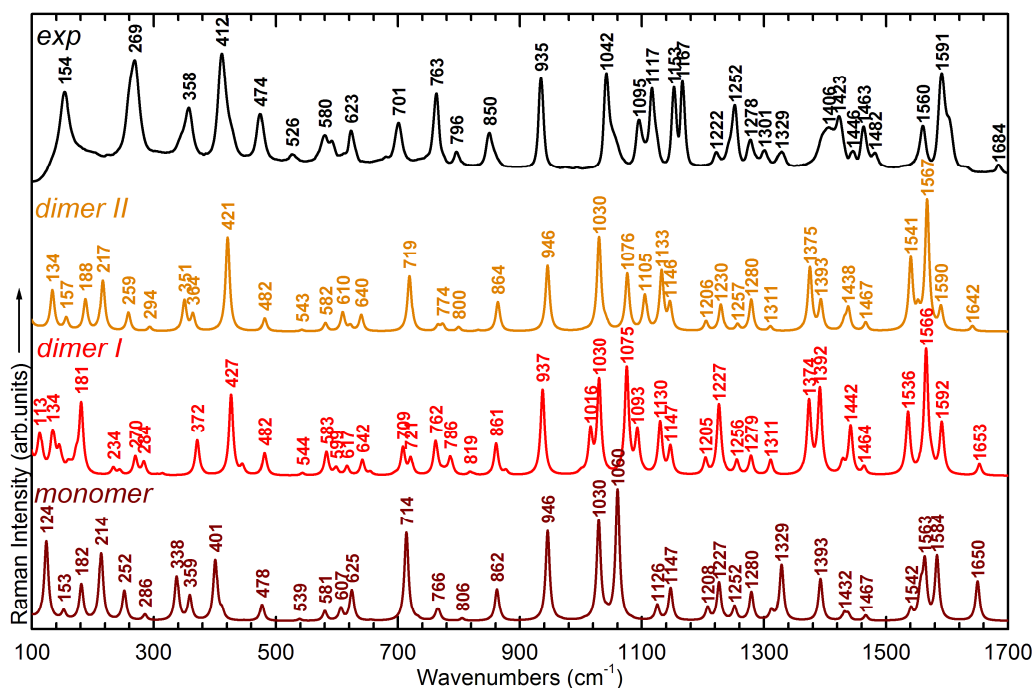 exp
154 269 358 412 474 526 580 623 701 763 796 850 935 1042 1095 1117 1153 1167 1222 1252 1278 1301 1329 1406 1423 1446 1463 1482 1560 1591 1684
dimer II
134 157 188 217 259 294 351 364 421 482 543 582 610 640 719 774 800 864 946 1030 1076 1105 1133 1146 1206 1230 1257 1280 1311 1375 1393 1438 1467 1541 1567 1590 1642
dimer I
113 134 181 234 270 284 372 427 482 544 583 599 617 642 709 721 762 786 819 861 937 1016 1030 1075 1093 1130 1147 1205 1227 1256 1279 1311 1374 1392 1442 1464 1536 1566 1592 1653
monomer
124 153 182 214 252 286 338 359 401 478 539 581 607 625 714 766 806 862 946 1030 1060 1126 1147 1208 1227 1252 1280 1329 1393 1432 1467 1542 1563 1584 1650
Raman Intensity (arb.units)
100 300 500 700 900 1100 1300 1500 1700
Wavenumbers (cm⁻¹)